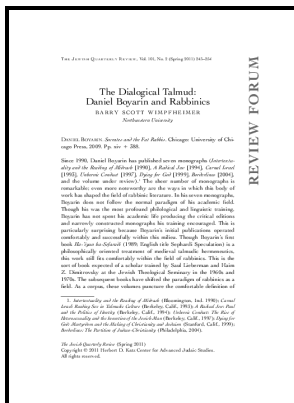 THE JEWISH QUARTERLY REVIEW, Vol. 101, No. 2 (Spring 2011) 245–254
REVIEW FORUM
The Dialogical Talmud:
Daniel Boyarin and Rabbinics
BARRY SCOTT WIMPFHEIMER
Northwestern University
DANIEL BOYARIN. Socrates and the Fat Rabbis. Chicago: University of Chi-
cago Press, 2009. Pp. xiv + 388.
Since 1990, Daniel Boyarin has published seven monographs (Intertextu-
ality and the Reading of Midrash [1990], A Radical Jew [1994], Carnal Israel
[1993], Unheroic Conduct [1997], Dying for God [1999], Borderlines [2004],
and the volume under review).1 The sheer number of monographs is
remarkable; even more noteworthy are the ways in which this body of
work has shaped the field of rabbinic literature. In his seven monographs,
Boyarin does not follow the normal paradigm of his academic field.
Though his was the most profound philological and linguistic training,
Boyarin has not spent his academic life producing the critical editions
and narrowly constructed monographs his training encouraged. This is
particularly surprising because Boyarin's initial publications operated
comfortably and successfully within this milieu. Though Boyarin's first
book Ha-‘iyun ha-Sefaradi (1989, English title Sephardi Speculation) is a
philosophically oriented treatment of medieval talmudic hermeneutics,
this work still fits comfortably within the field of rabbinics. This is the
sort of book expected of a scholar trained by Saul Lieberman and Haim
Z. Dimitrovsky at the Jewish Theological Seminary in the 1960s and
1970s. The subsequent books have shifted the paradigm of rabbinics as a
field. As a corpus, these volumes puncture the comfortable definition of
1. Intertextuality and the Reading of Midrash (Bloomington, Ind. 1990); Carnal
Israel: Reading Sex in Talmudic Culture (Berkeley, Calif., 1993); A Radical Jew: Paul
and the Politics of Identity (Berkeley, Calif., 1994); Unheroic Conduct: The Rise of
Heterosexuality and the Invention of the Jewish Man (Berkeley, Calif., 1997); Dying for
God: Martyrdom and the Making of Christianity and Judaism (Stanford, Calif., 1999);
Borderlines: The Partition of Judaeo-Christianity (Philadelphia, 2004).
The Jewish Quarterly Review (Spring 2011)
Copyright © 2011 Herbert D. Katz Center for Advanced Judaic Studies.
All rights reserved.